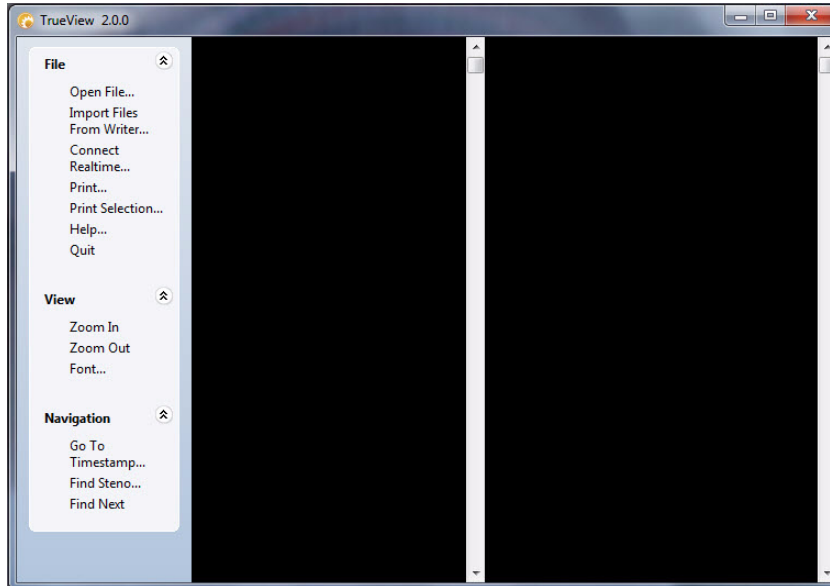 TrueView 2.0.0
File
Open File...
Import Files
From Writer...
Connect
Realtime...
Print...
Print Selection...
Help...
Quit
View
Zoom In
Zoom Out
Font...
Navigation
Go To
Timestamp...
Find Steno...
Find Next